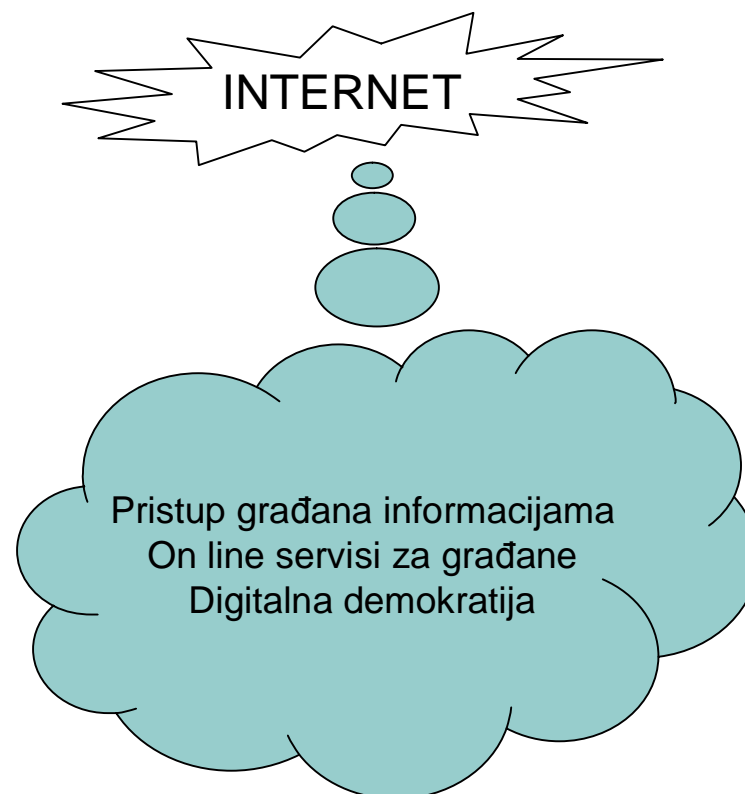 INTERNET
Pristup građana informacijama
On line servisi za građane
Digitalna demokratija